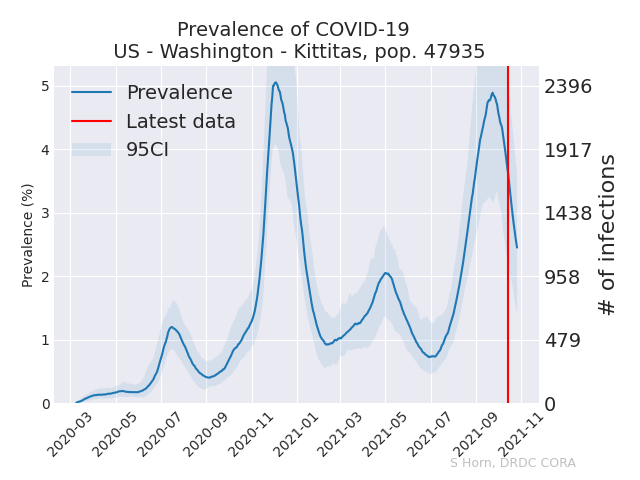 Prevalence of COVID-19
US - Washington - Kittitas, pop. 47935
Prevalence
Latest data
95CI
Prevalence (%)
5
4
3
2
1
0
2396
1917
1438
958
479
0
# of infections
2020-03
2020-05
2020-07
2020-09
2020-11
2021-01
2021-03
2021-05
2021-07
2021-09
2021-11
S Horn, DRDC CORA